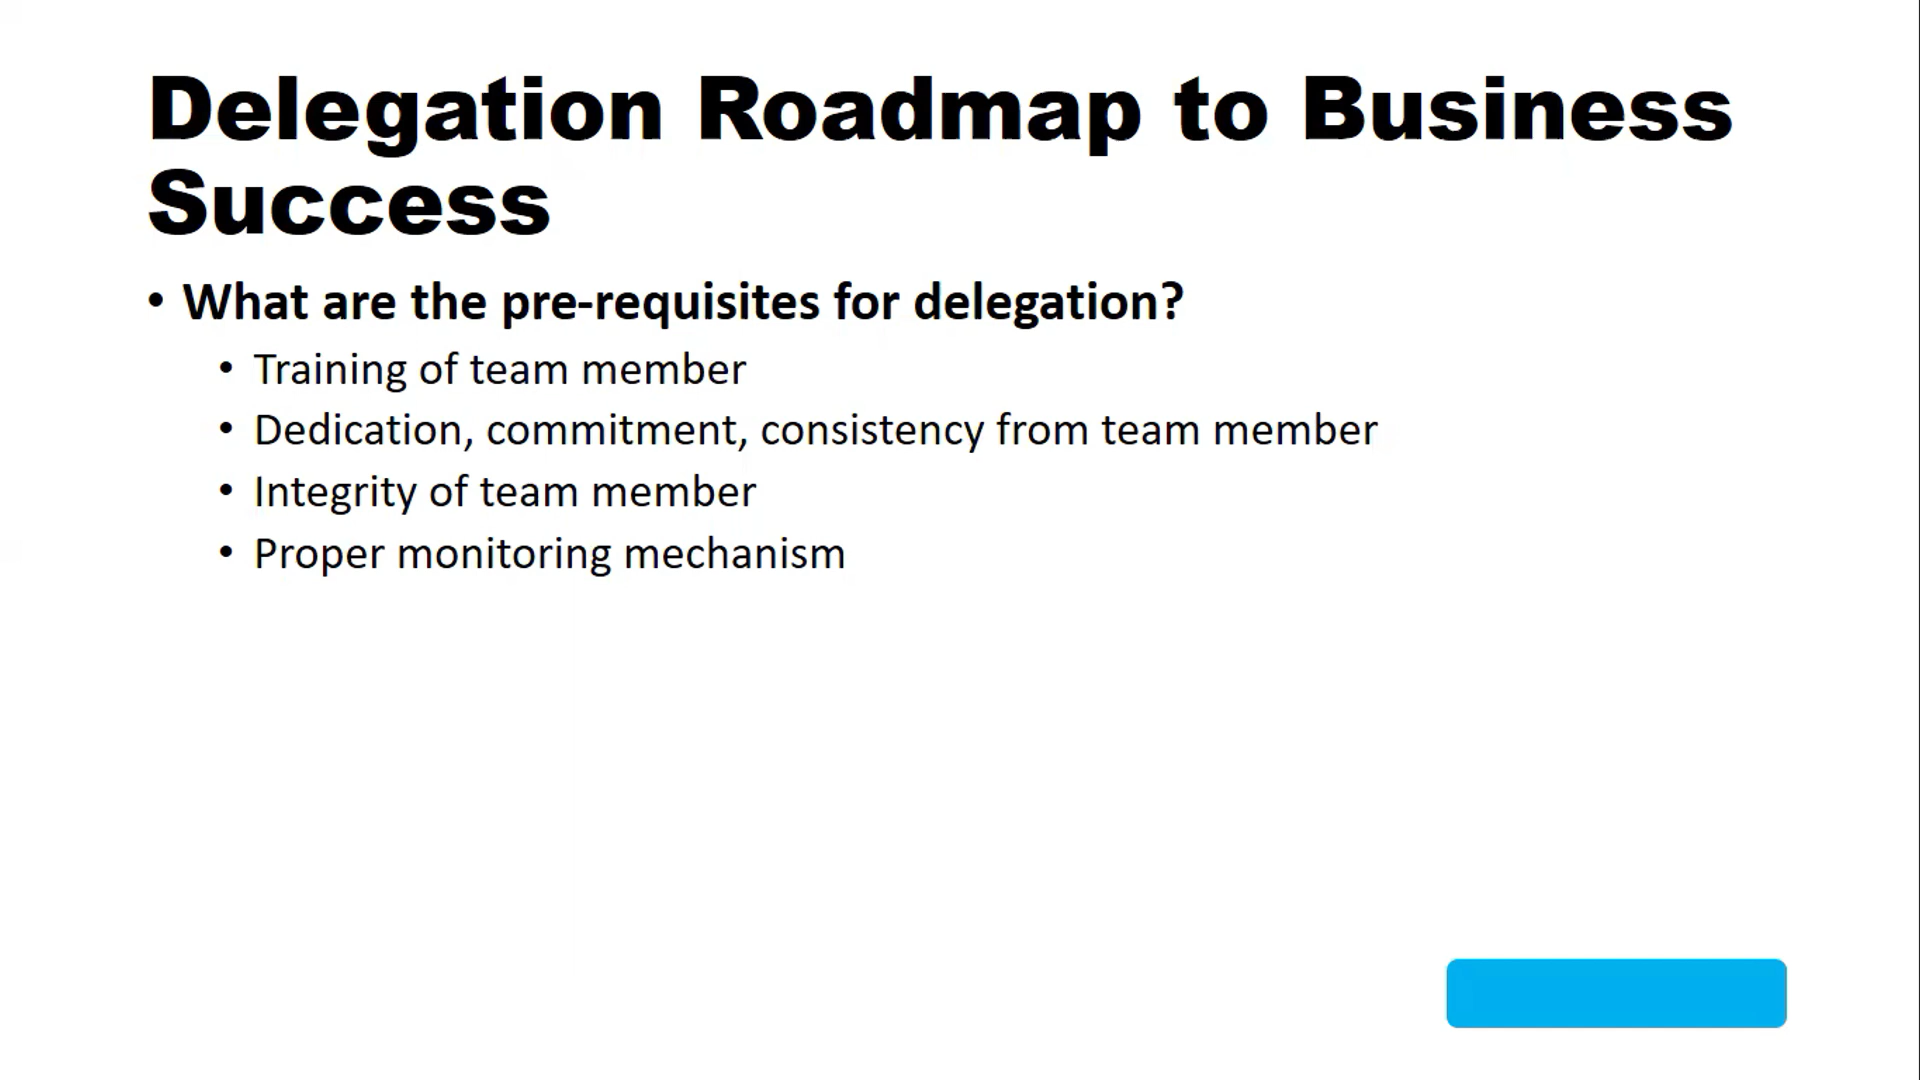 Delegation Roadmap to Business
Success
• What are the pre-requisites for delegation?
• Training of team member
• Dedication, commitment, consistency from team member
• Integrity of team member
• Proper monitoring mechanism